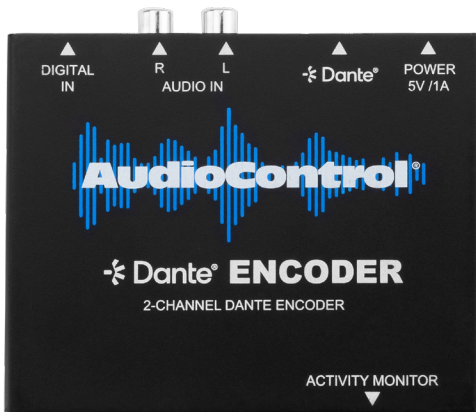 DIGITAL
IN
R
L
AUDIO IN
Dante®
POWER
5V /1A
AudioControl®
Dante® ENCODER
2-CHANNEL DANTE ENCODER
ACTIVITY MONITOR